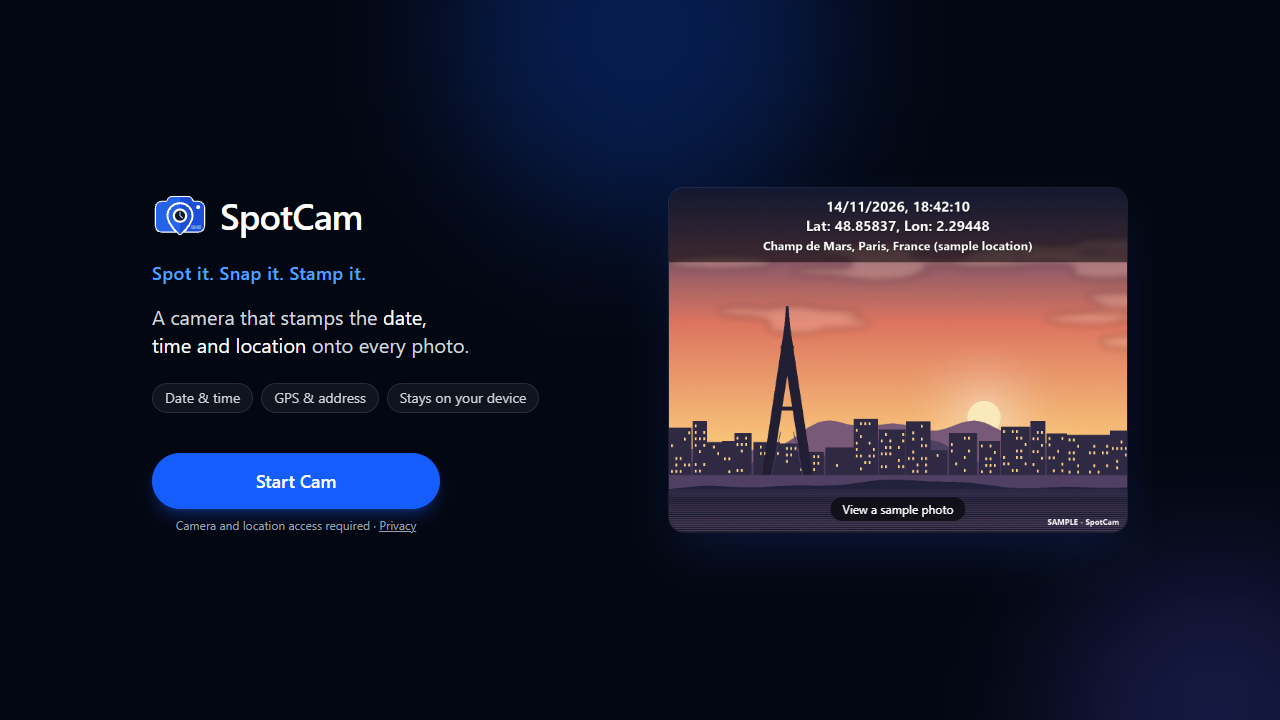 SpotCam
Spot it. Snap it. Stamp it.
A camera that stamps the date,
time and location onto every photo.
Date & time
GPS & address
Stays on your device
Start Cam
Camera and location access required · Privacy
14/11/2026, 18:42:10
Lat: 48.85837, Lon: 2.29448
Champ de Mars, Paris, France (sample location)
View a sample photo
SAMPLE · SpotCam